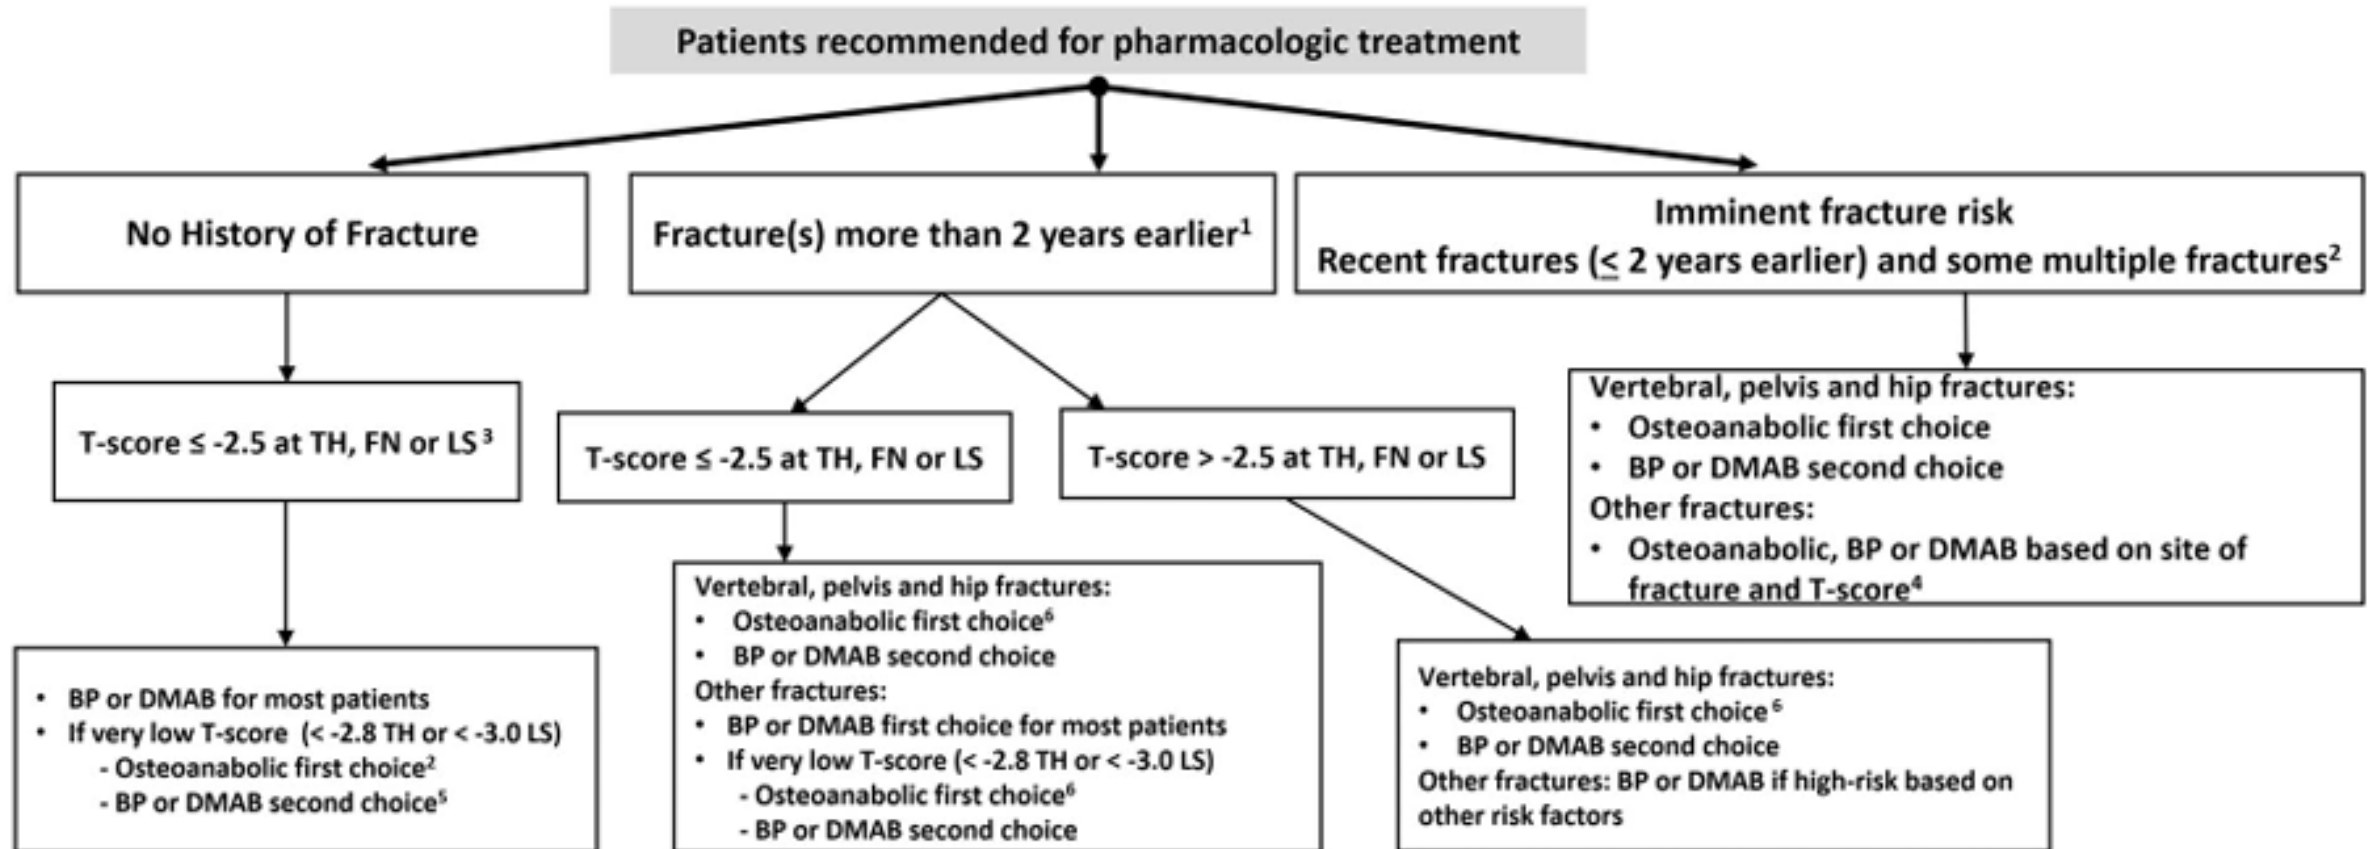 Patients recommended for pharmacologic treatment
No History of Fracture
Fracture(s) more than 2 years earlier¹
Imminent fracture risk
Recent fractures (≤ 2 years earlier) and some multiple fractures²
T-score ≤ -2.5 at TH, FN or LS ³
T-score ≤ -2.5 at TH, FN or LS
T-score > -2.5 at TH, FN or LS
Vertebral, pelvis and hip fractures:
• Osteoanabolic first choice
• BP or DMAB second choice
Other fractures:
• Osteoanabolic, BP or DMAB based on site of
fracture and T-score⁴
• BP or DMAB for most patients
• If very low T-score (< -2.8 TH or < -3.0 LS)
- Osteoanabolic first choice²
- BP or DMAB second choice⁵
Vertebral, pelvis and hip fractures:
• Osteoanabolic first choice⁶
• BP or DMAB second choice
Other fractures:
• BP or DMAB first choice for most patients
• If very low T-score (< -2.8 TH or < -3.0 LS)
- Osteoanabolic first choice⁶
- BP or DMAB second choice
Vertebral, pelvis and hip fractures:
• Osteoanabolic first choice ⁶
• BP or DMAB second choice
Other fractures: BP or DMAB if high-risk based on
other risk factors